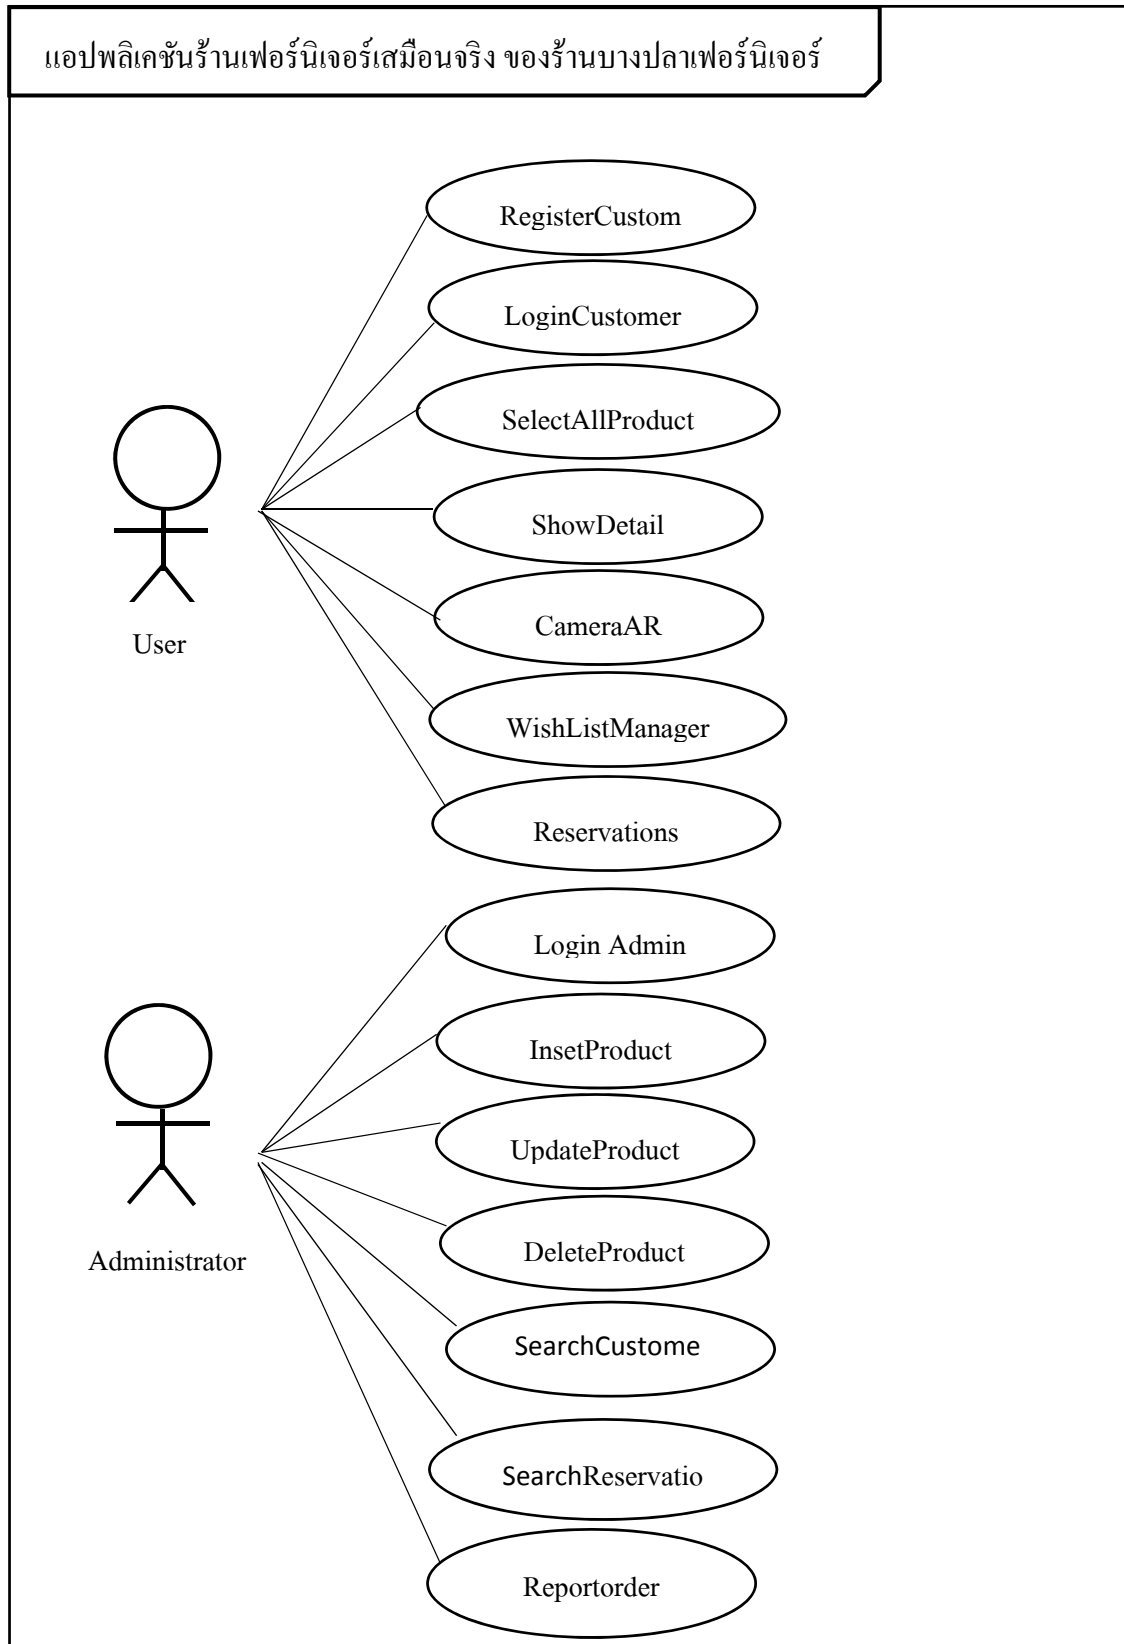 แอปพลิเคชันร้านเฟอร์นิเจอร์เสมือนจริง ของร้านบางปลาเฟอร์นิเจอร์
RegisterCustom
LoginCustomer
SelectAllProduct
ShowDetail
CameraAR
User
WishListManager
Reservations
Login Admin
InsetProduct
UpdateProduct
DeleteProduct
Administrator
SearchCustome
SearchReservatio
Reportorder